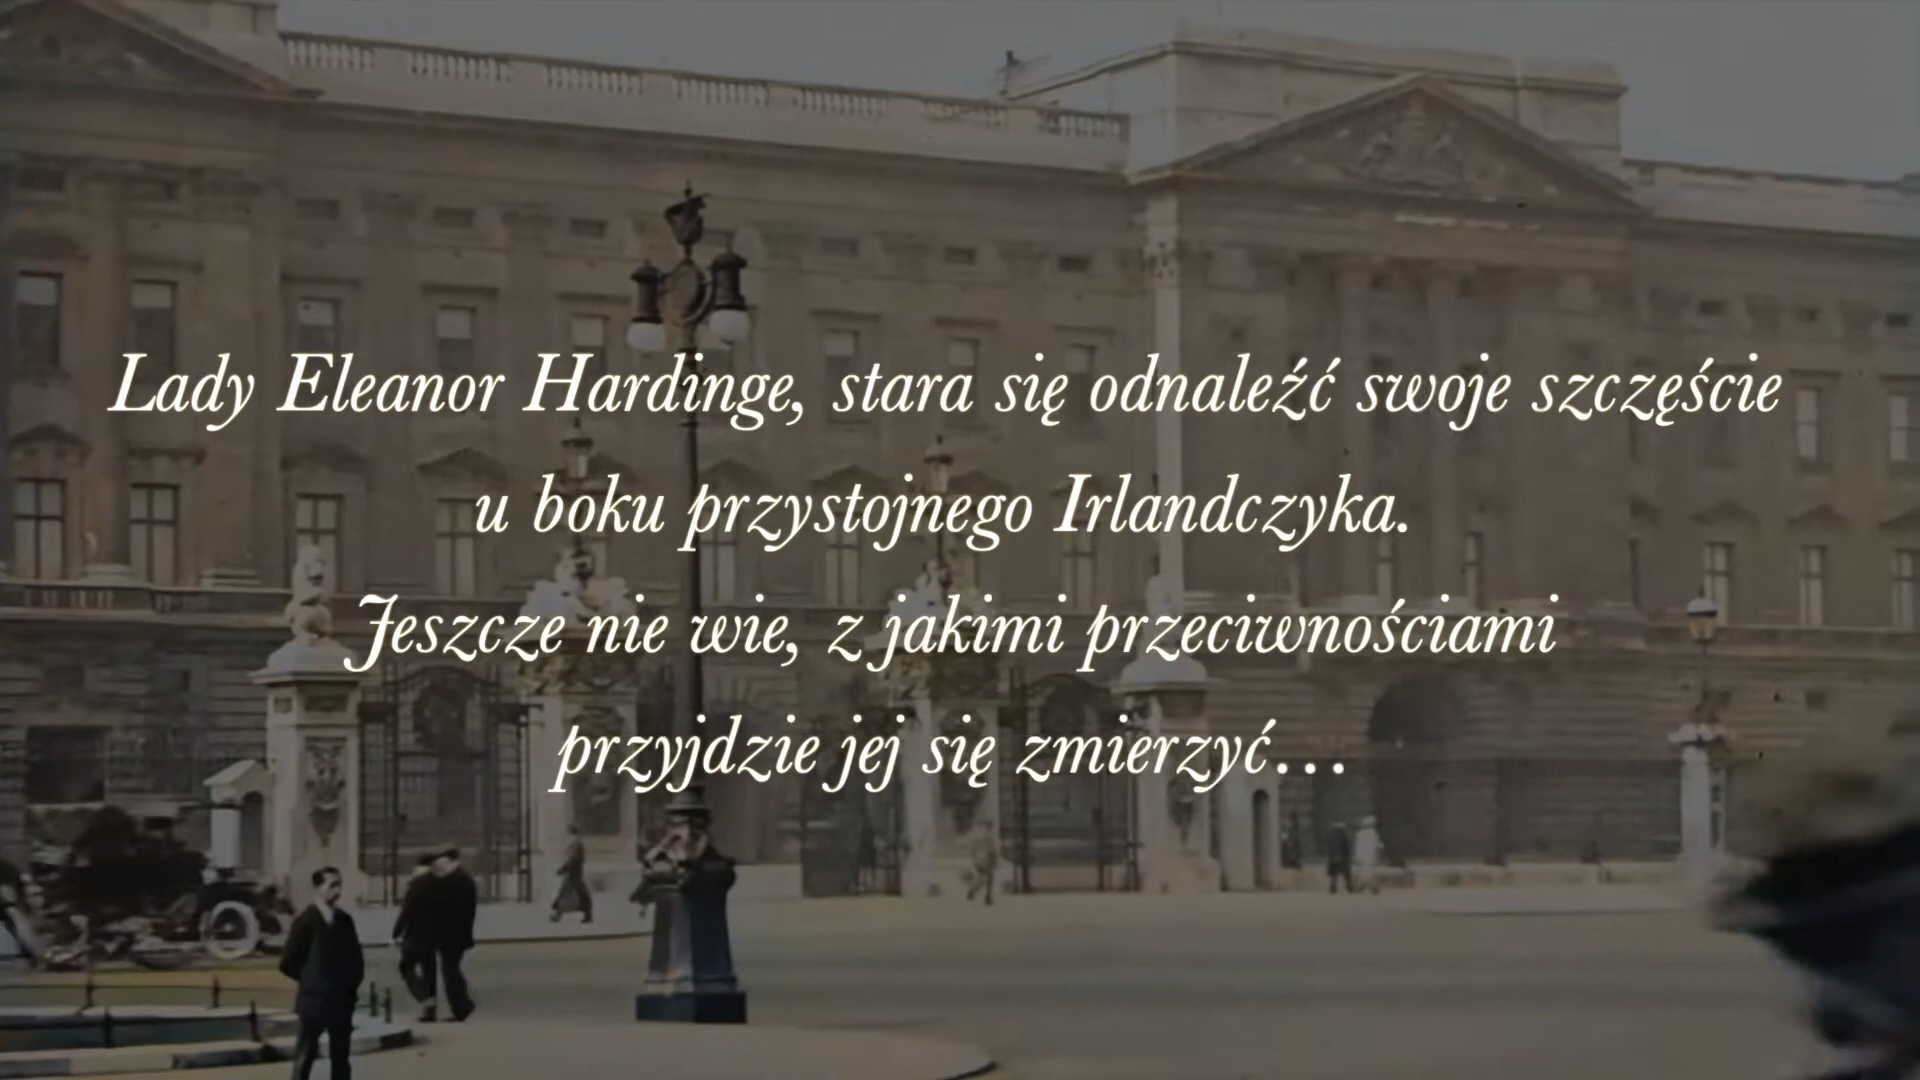 Lady Eleanor Hardinge, stara się odnaleźć swoje szczęście
u boku przystojnego Irlandczyka.
Jeszcze nie wie, z jakimi przeciwnościami
przyjdzie jej się zmierzyć...